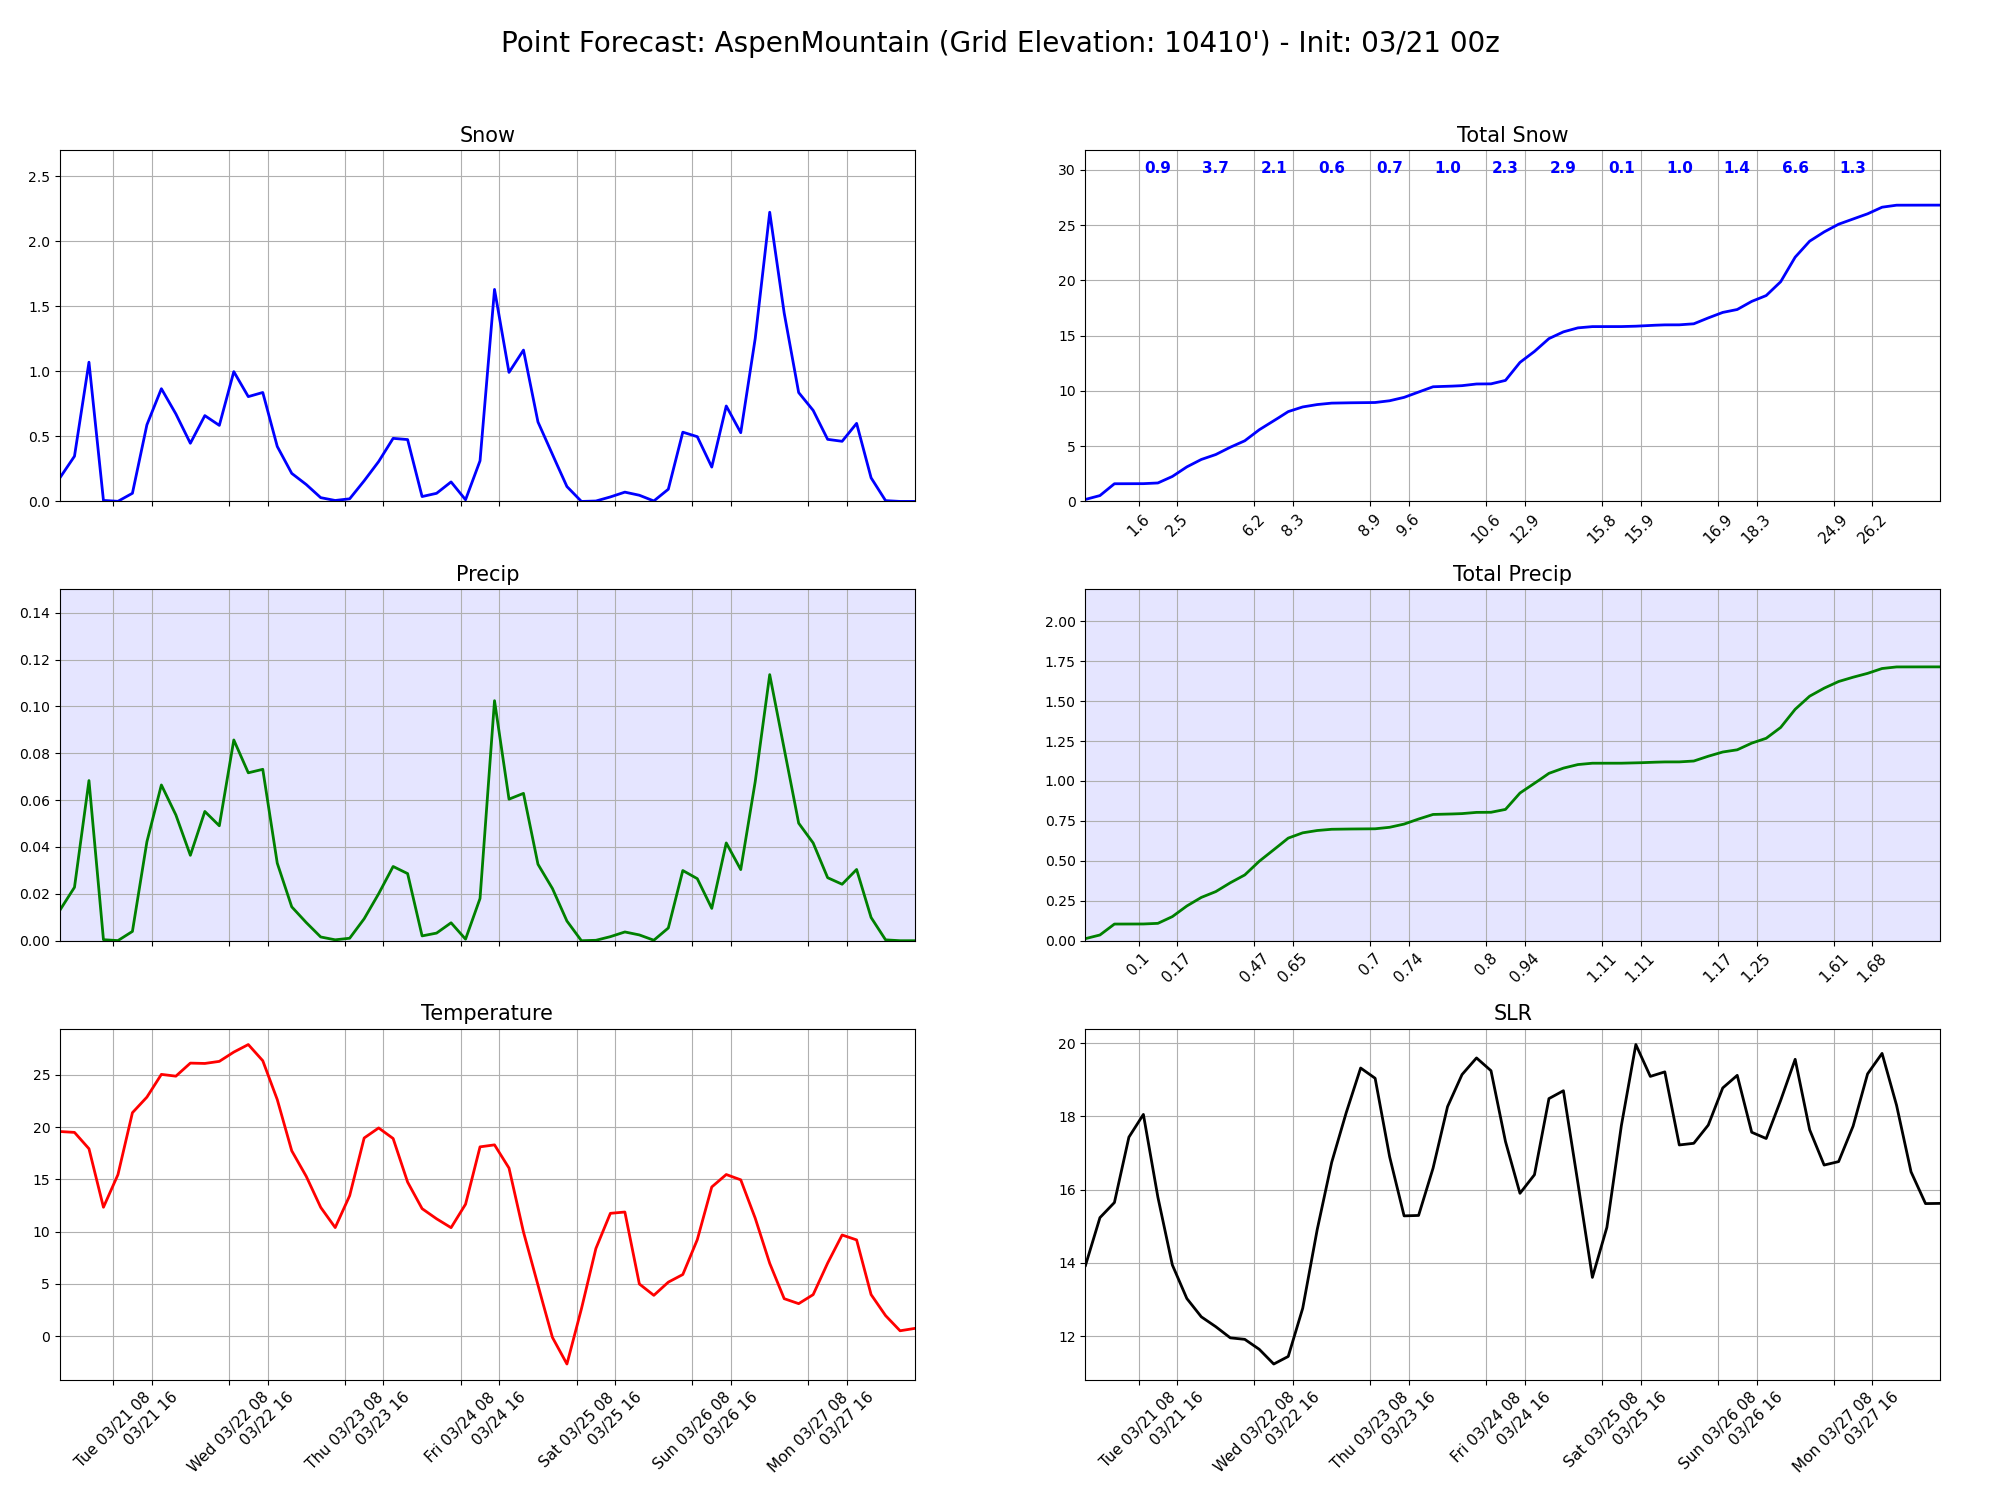 Point Forecast: AspenMountain (Grid Elevation: 10410') - Init: 03/21 00z
Snow
2.5
2.0
1.5
1.0
0.5
0.0
Total Snow
0.9 3.7 2.1 0.6 0.7 1.0 2.3 2.9 0.1 1.0 1.4 6.6 1.3
30
25
20
15
10
5
0
1.6 2.5 6.2 8.3 8.9 9.6 10.6 12.9 15.8 15.9 16.9 18.3 24.9 26.2
Precip
0.14
0.12
0.10
0.08
0.06
0.04
0.02
0.00
Total Precip
2.00
1.75
1.50
1.25
1.00
0.75
0.50
0.25
0.00
0.1 0.17 0.47 0.65 0.7 0.74 0.8 0.94 1.11 1.11 1.17 1.25 1.61 1.68
Temperature
25
20
15
10
5
0
Tue 03/21 08
03/21 16
Wed 03/22 08
03/22 16
Thu 03/23 08
03/23 16
Fri 03/24 08
03/24 16
Sat 03/25 08
03/25 16
Sun 03/26 08
03/26 16
Mon 03/27 08
03/27 16
SLR
20
18
16
14
12
Tue 03/21 08
03/21 16
Wed 03/22 08
03/22 16
Thu 03/23 08
03/23 16
Fri 03/24 08
03/24 16
Sat 03/25 08
03/25 16
Sun 03/26 08
03/26 16
Mon 03/27 08
03/27 16